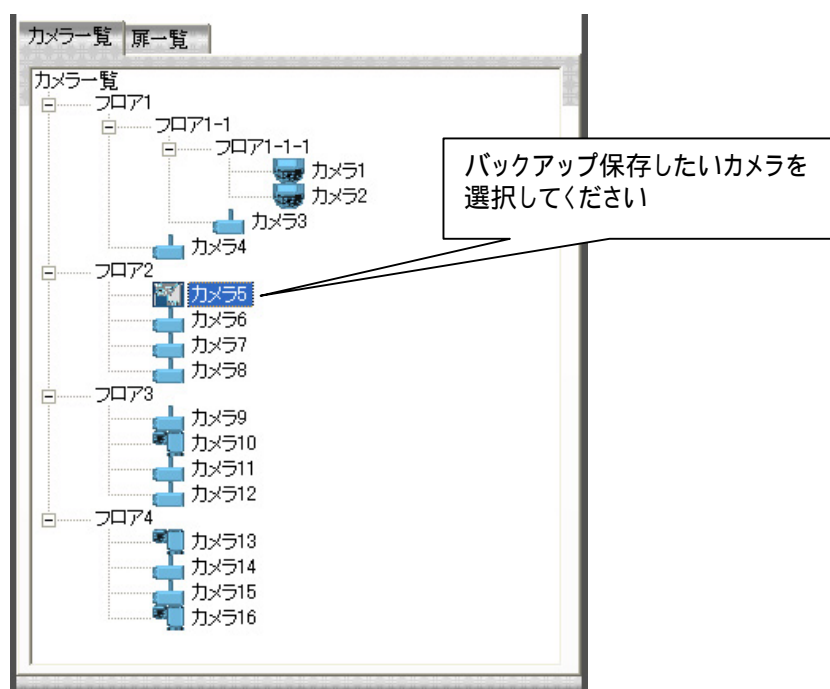 カメラ一覧 扉一覧
カメラ一覧
フロア1
フロア1-1
フロア1-1-1
カメラ1
カメラ2
カメラ3
カメラ4
フロア2
カメラ5
カメラ6
カメラ7
カメラ8
フロア3
カメラ9
カメラ10
カメラ11
カメラ12
フロア4
カメラ13
カメラ14
カメラ15
カメラ16
バックアップ保存したいカメラを
選択してください